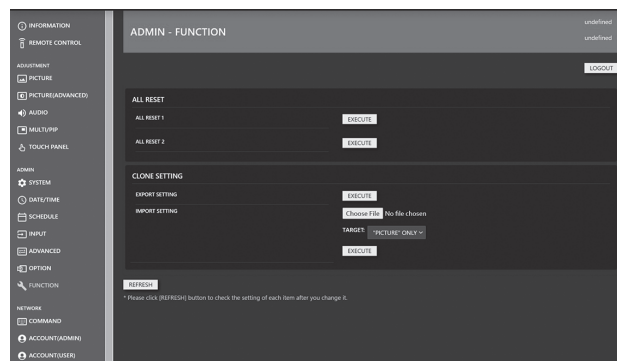 INFORMATION
REMOTE CONTROL
ADJUSTMENT
PICTURE
PICTURE(ADVANCED)
AUDIO
MULTI/PIP
TOUCH PANEL
ADMIN
SYSTEM
DATE/TIME
SCHEDULE
INPUT
ADVANCED
OPTION
FUNCTION
NETWORK
COMMAND
ACCOUNT(ADMIN)
ACCOUNT(USER)
ADMIN - FUNCTION
undefined
undefined
LOGOUT
ALL RESET
ALL RESET 1 EXECUTE
ALL RESET 2 EXECUTE
CLONE SETTING
EXPORT SETTING EXECUTE
IMPORT SETTING Choose File No file chosen
TARGET: "PICTURE" ONLY
EXECUTE
REFRESH
* Please click [REFRESH] button to check the setting of each item after you change it.